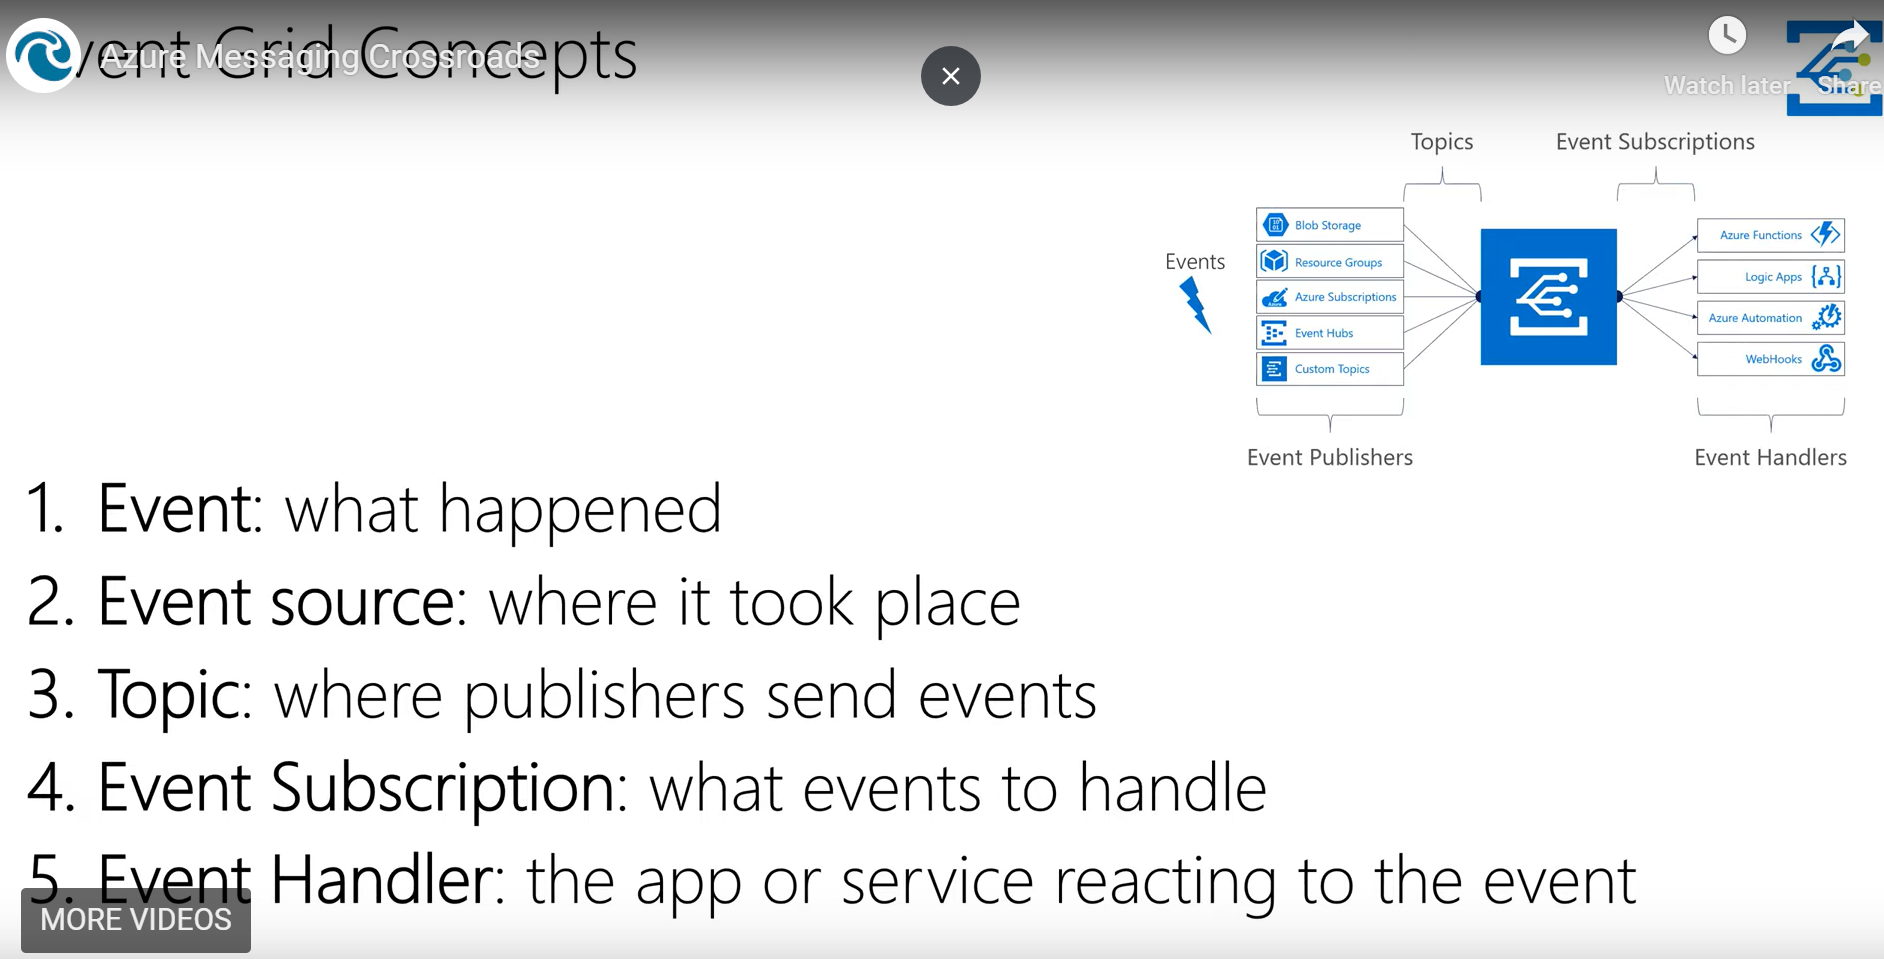 Event Grid Concepts
Azure Messaging Crossroads
Watch later
Share
Topics
Event Subscriptions
Events
Blob Storage
Resource Groups
Azure Subscriptions
Event Hubs
Custom Topics
Azure Functions
Logic Apps
Azure Automation
WebHooks
Event Publishers
Event Handlers
1. Event: what happened
2. Event source: where it took place
3. Topic: where publishers send events
4. Event Subscription: what events to handle
5. Event Handler: the app or service reacting to the event
MORE VIDEOS